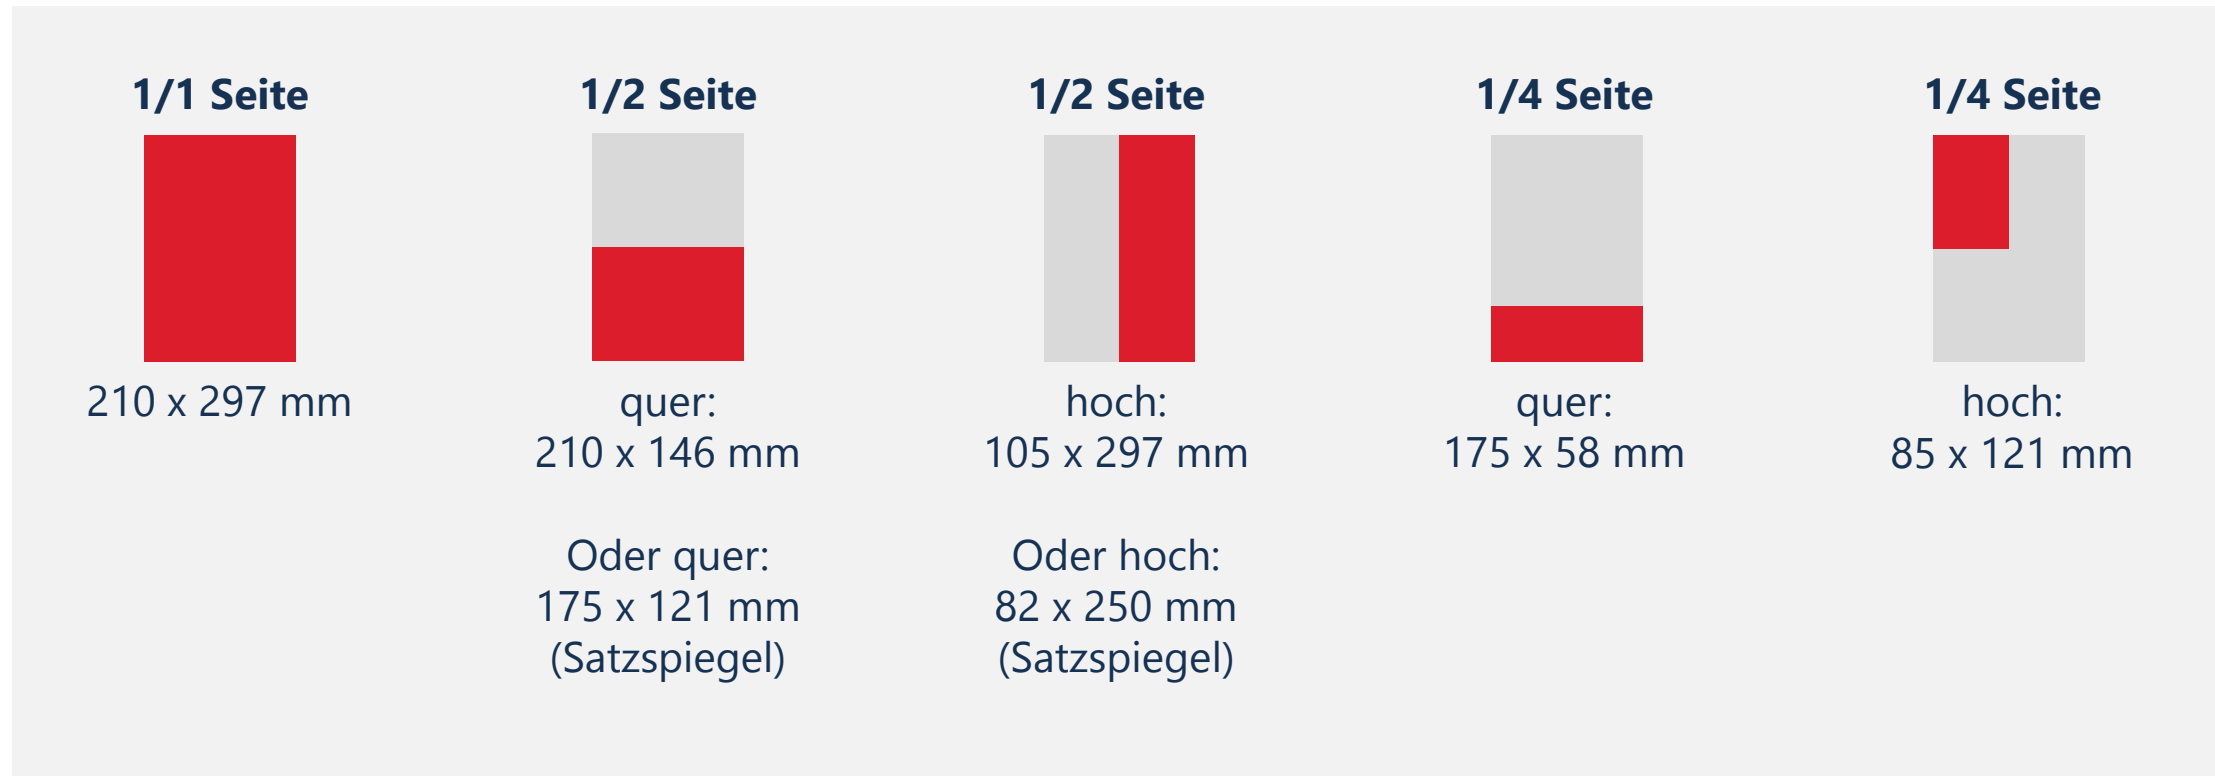 1/1 Seite
210 x 297 mm
1/2 Seite
quer:
210 x 146 mm
Oder quer:
175 x 121 mm
(Satzspiegel)
1/2 Seite
hoch:
105 x 297 mm
Oder hoch:
82 x 250 mm
(Satzspiegel)
1/4 Seite
quer:
175 x 58 mm
1/4 Seite
hoch:
85 x 121 mm